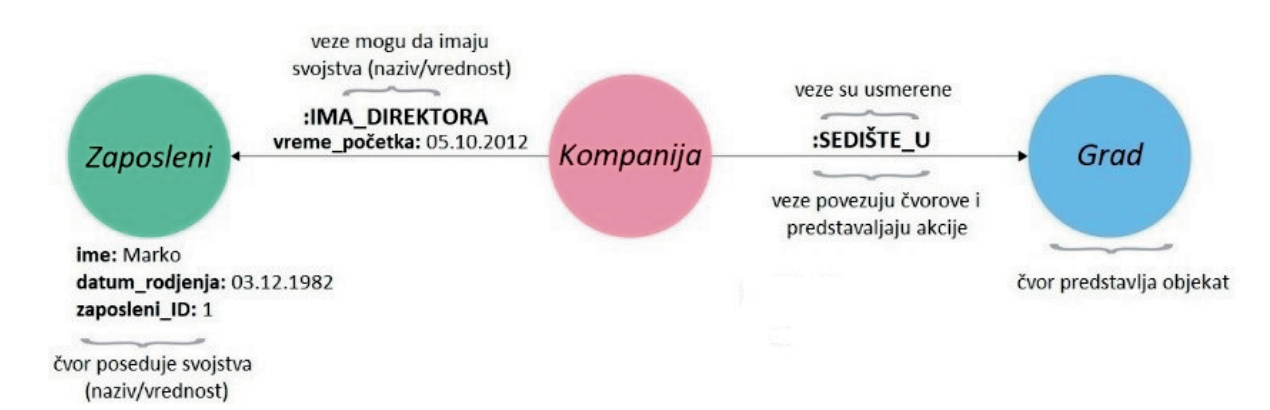 veze mogu da imaju
svojstva (naziv/vrednost)
:IMA_DIREKTORA
vreme_početka: 05.10.2012
veze su usmerene
:SEDIŠTE_U
Zaposleni
Kompanija
Grad
veze povezuju čvorove i
predstavaljaju akcije
ime: Marko
datum_rodjenja: 03.12.1982
zaposleni_ID: 1
čvor predstavlja objekat
čvor poseduje svojstva
(naziv/vrednost)